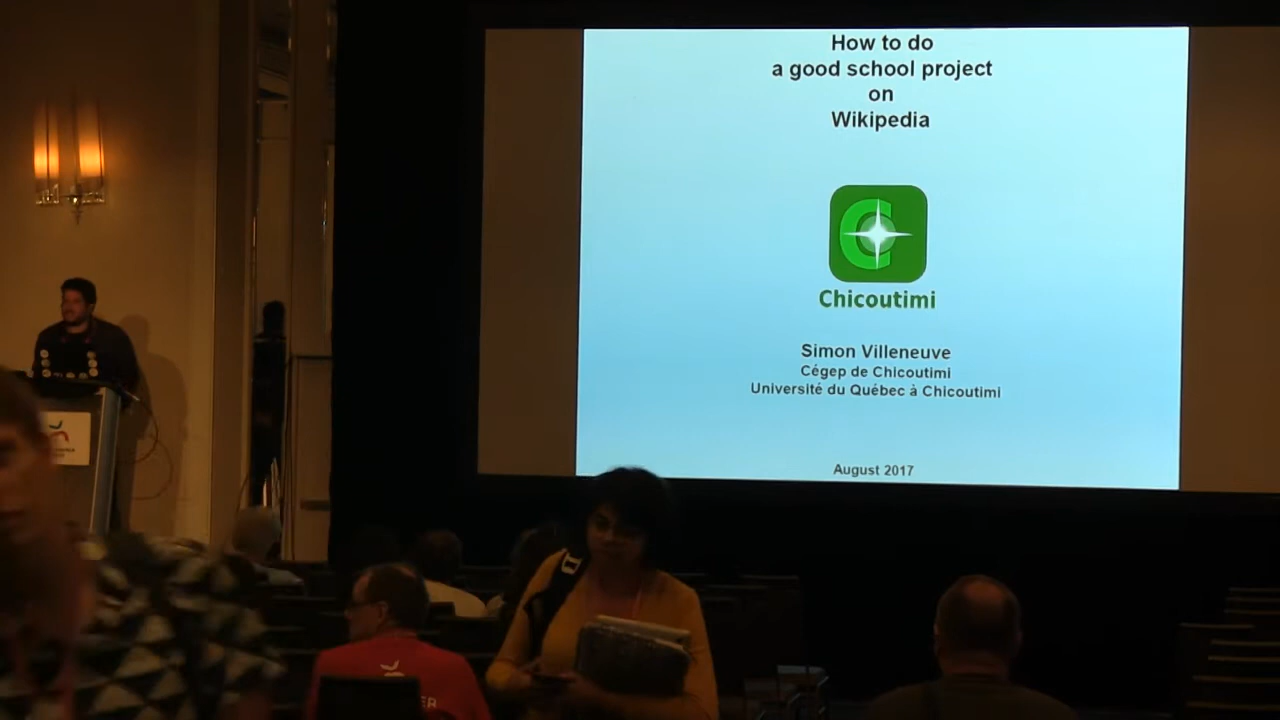 How to do
a good school project
on
Wikipedia
C
Chicoutimi
Simon Villeneuve
Cégep de Chicoutimi
Université du Québec à Chicoutimi
August 2017
ER